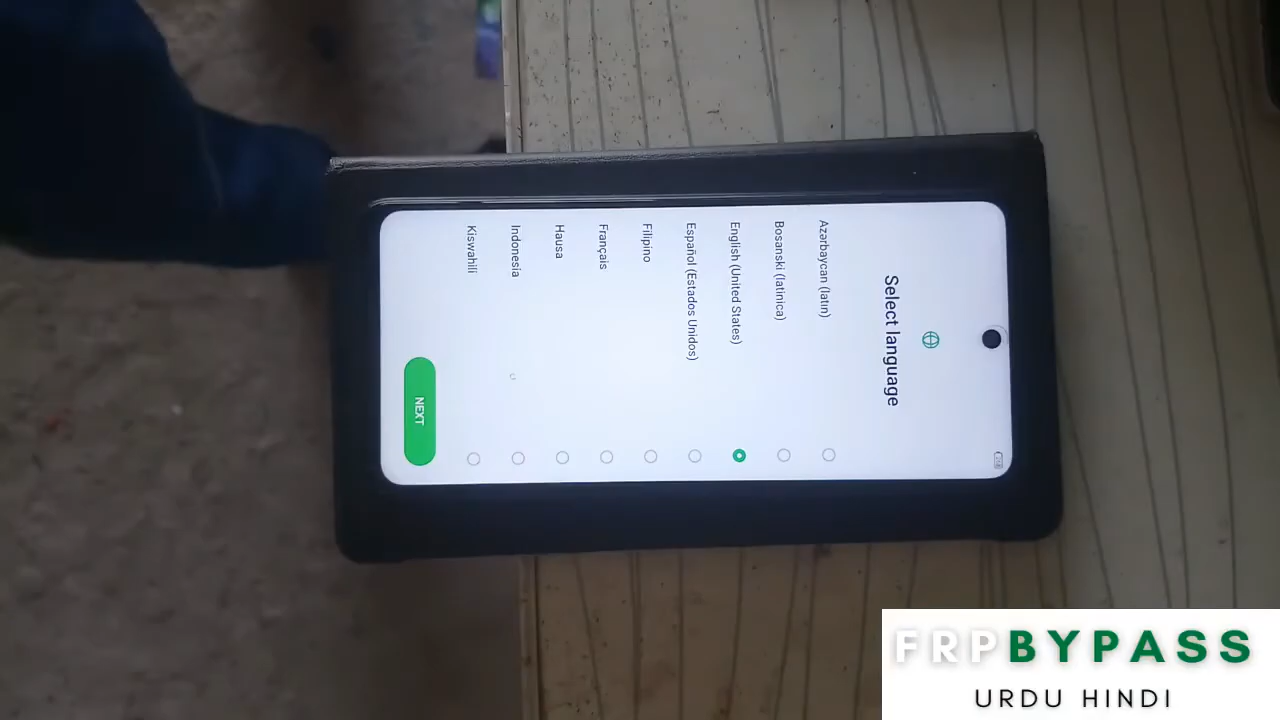 Select language
Azərbaycan (latın)
Bosanski (latinica)
English (United States)
Español (Estados Unidos)
Filipino
Français
Hausa
Indonesia
Kiswahili
NEXT
FRPBYPASS
URDU HINDI